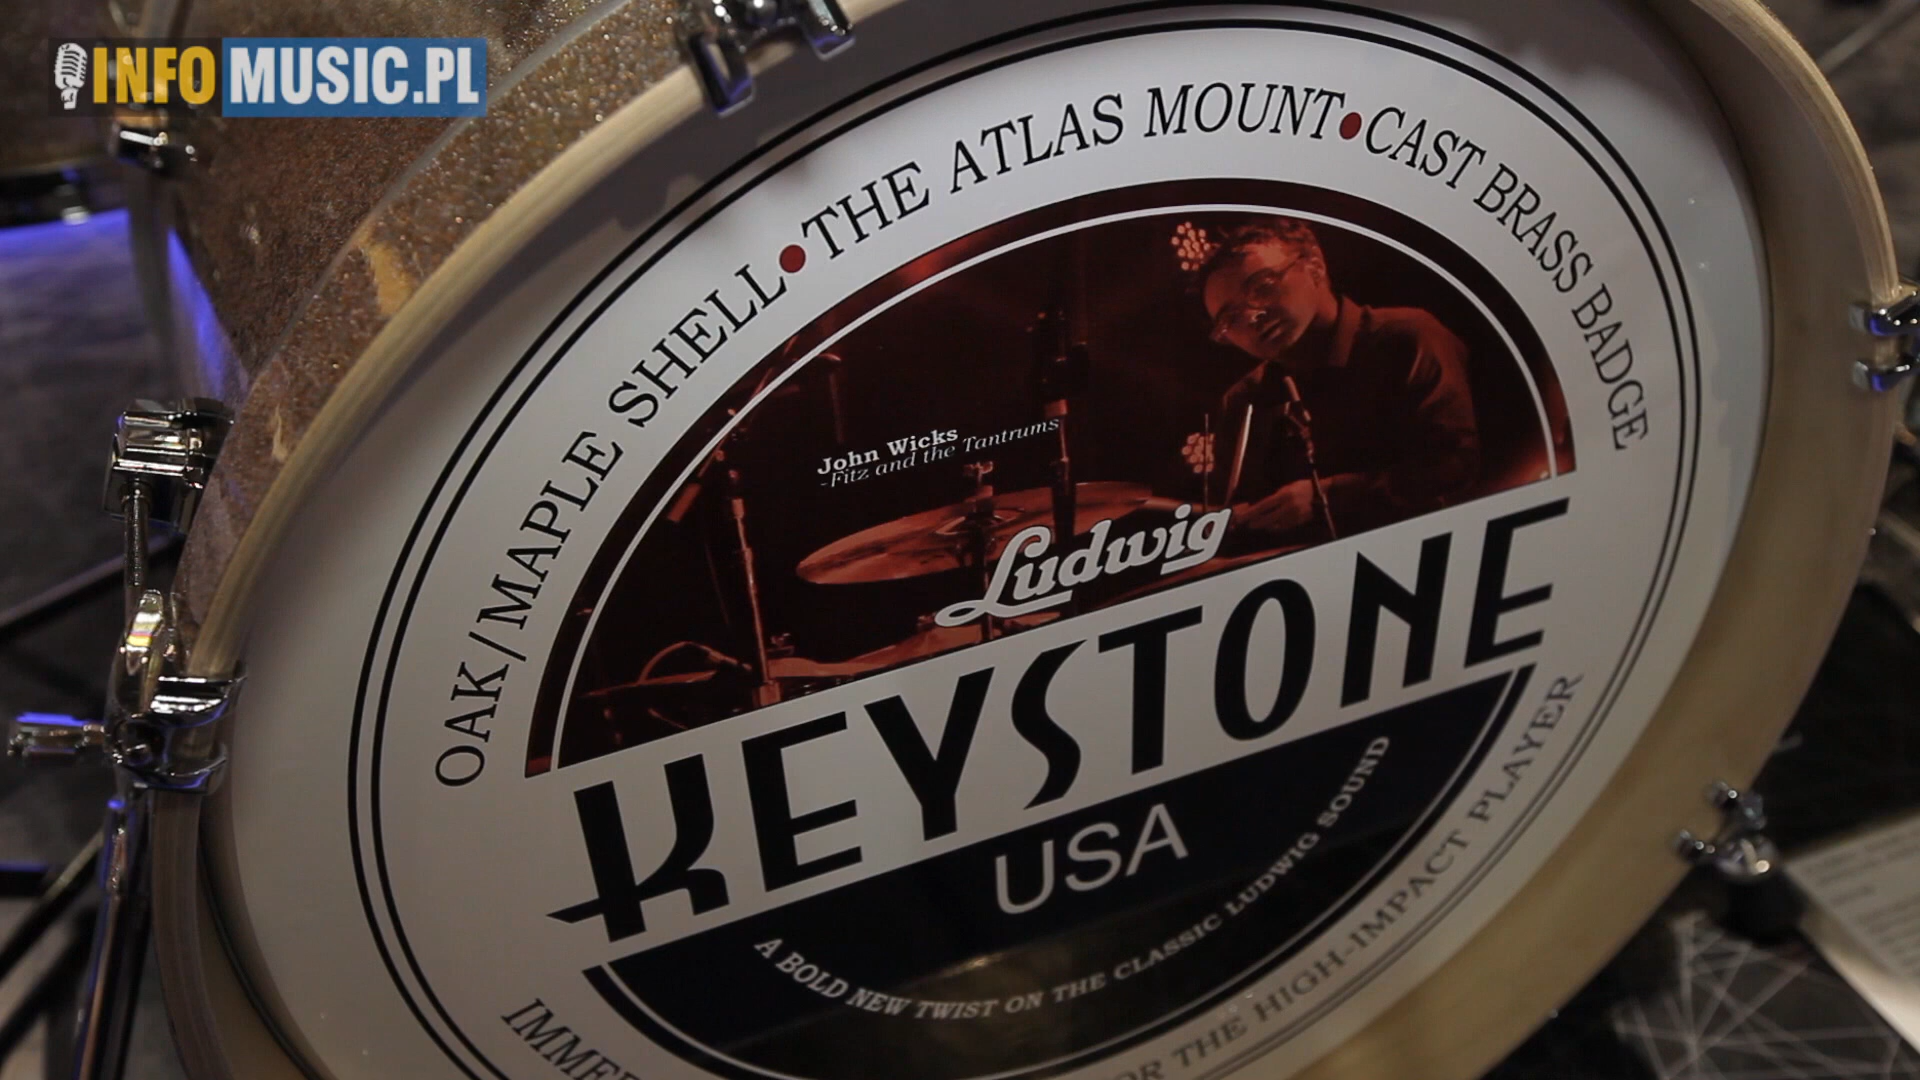 INFOMUSIC.PL
OAK/MAPLE SHELL•THE ATLAS MOUNT•CAST BRASS BADGE
John Wicks
-Fitz and the Tantrums
Ludwig
KEYSTONE
USA
A BOLD NEW TWIST ON THE CLASSIC LUDWIG SOUND
THE HIGH-IMPACT PLAYER